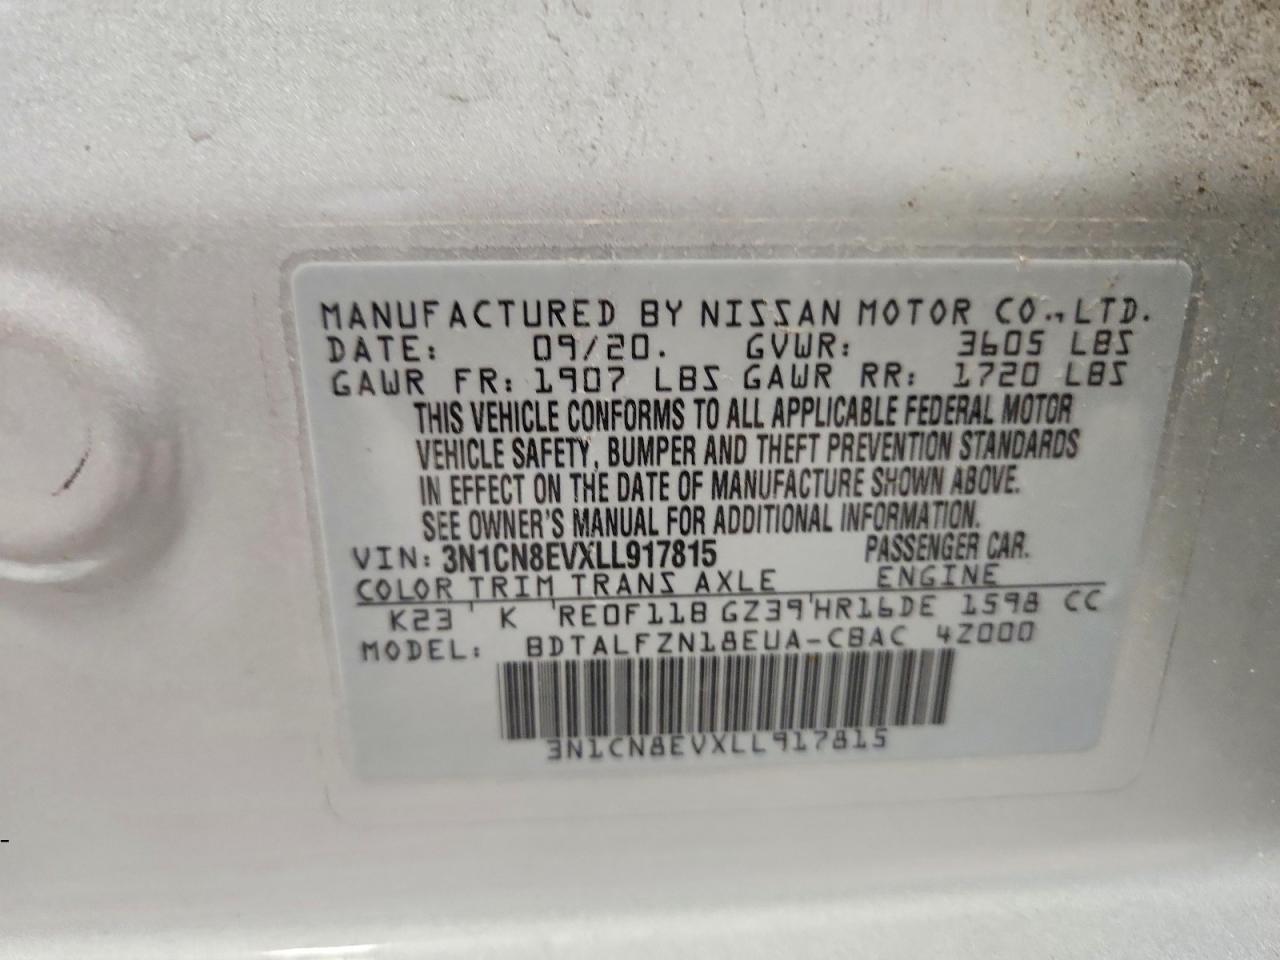 MANUFACTURED BY NISSAN MOTOR CO., LTD.
DATE: 09/20. GVWR: 3605 LBS
GAWR FR: 1907 LBS GAWR RR: 1720 LBS
THIS VEHICLE CONFORMS TO ALL APPLICABLE FEDERAL MOTOR
VEHICLE SAFETY, BUMPER AND THEFT PREVENTION STANDARDS
IN EFFECT ON THE DATE OF MANUFACTURE SHOWN ABOVE.
SEE OWNER'S MANUAL FOR ADDITIONAL INFORMATION.
VIN: 3N1CN8EVXLL917815 PASSENGER CAR.
COLOR TRIM TRANS AXLE ENGINE
K23 K RE0F11B GZ39 HR16DE 1598 CC
MODEL: BDTALFZN18EUA-CBAC 4Z000
3N1CN8EVXLL917815